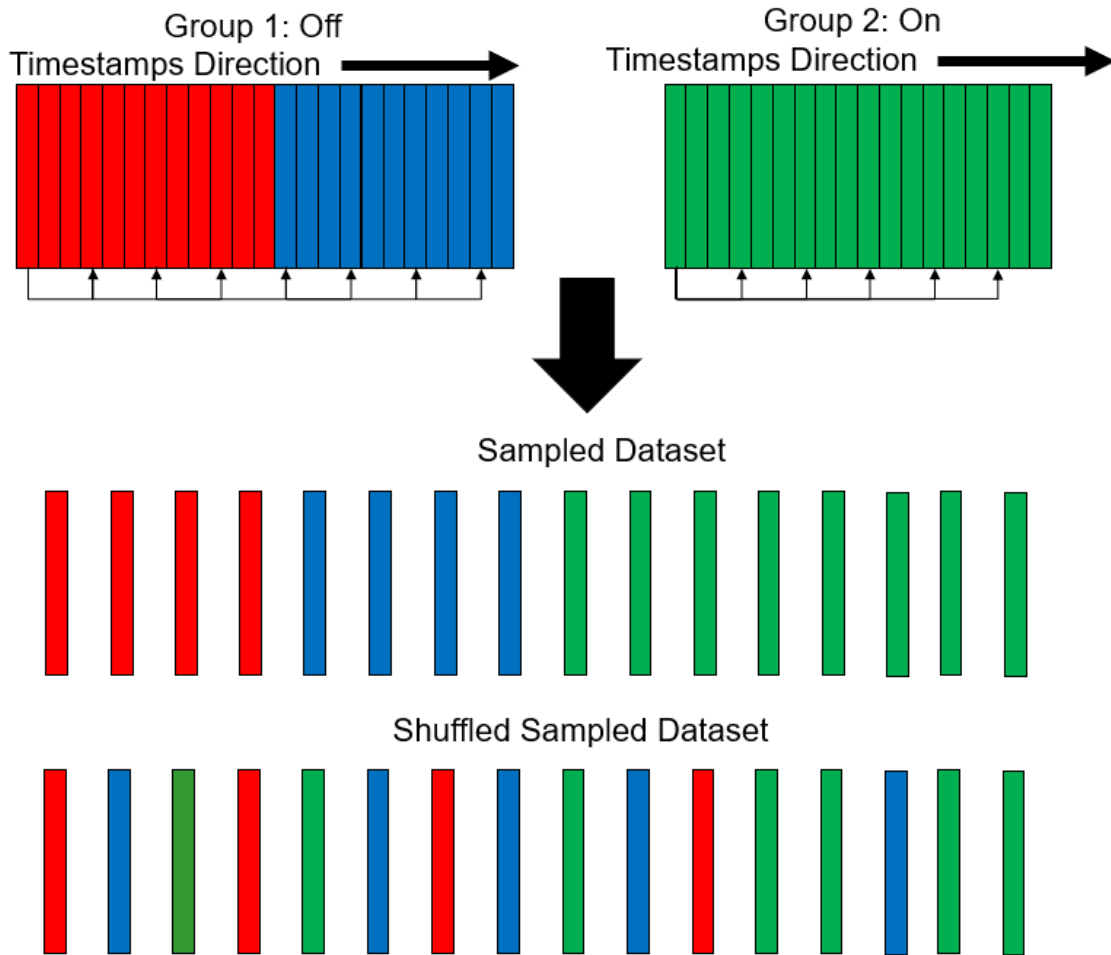 Group 1: Off
Timestamps Direction
Group 2: On
Timestamps Direction
Sampled Dataset
Shuffled Sampled Dataset